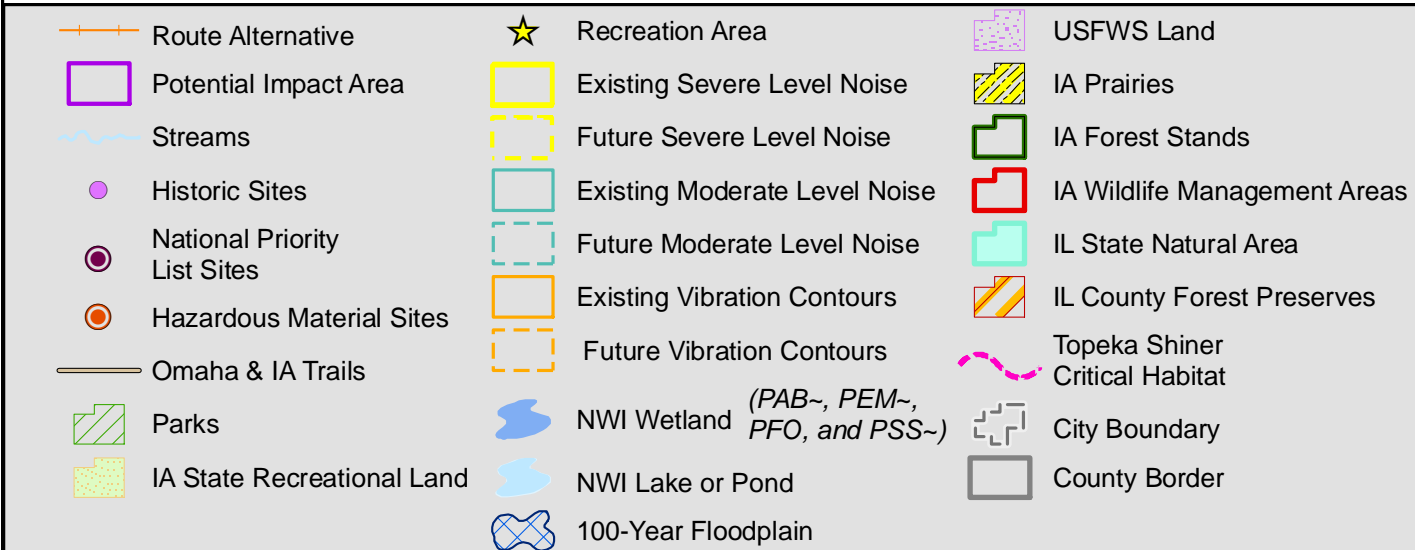 Route Alternative
Potential Impact Area
Streams
Historic Sites
National Priority
List Sites
Hazardous Material Sites
Omaha & IA Trails
Parks
IA State Recreational Land
Recreation Area
Existing Severe Level Noise
Future Severe Level Noise
Existing Moderate Level Noise
Future Moderate Level Noise
Existing Vibration Contours
Future Vibration Contours
NWI Wetland (PAB~, PEM~,
PFO, and PSS~)
NWI Lake or Pond
100-Year Floodplain
USFWS Land
IA Prairies
IA Forest Stands
IA Wildlife Management Areas
IL State Natural Area
IL County Forest Preserves
Topeka Shiner
Critical Habitat
City Boundary
County Border